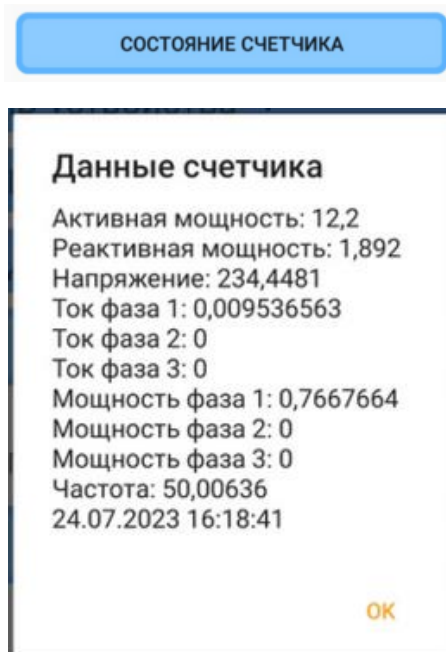 СОСТОЯНИЕ СЧЕТЧИКА
Данные счетчика
Активная мощность: 12,2
Реактивная мощность: 1,892
Напряжение: 234,4481
Ток фаза 1: 0,009536563
Ток фаза 2: 0
Ток фаза 3: 0
Мощность фаза 1: 0,7667664
Мощность фаза 2: 0
Мощность фаза 3: 0
Частота: 50,00636
24.07.2023 16:18:41
ОК